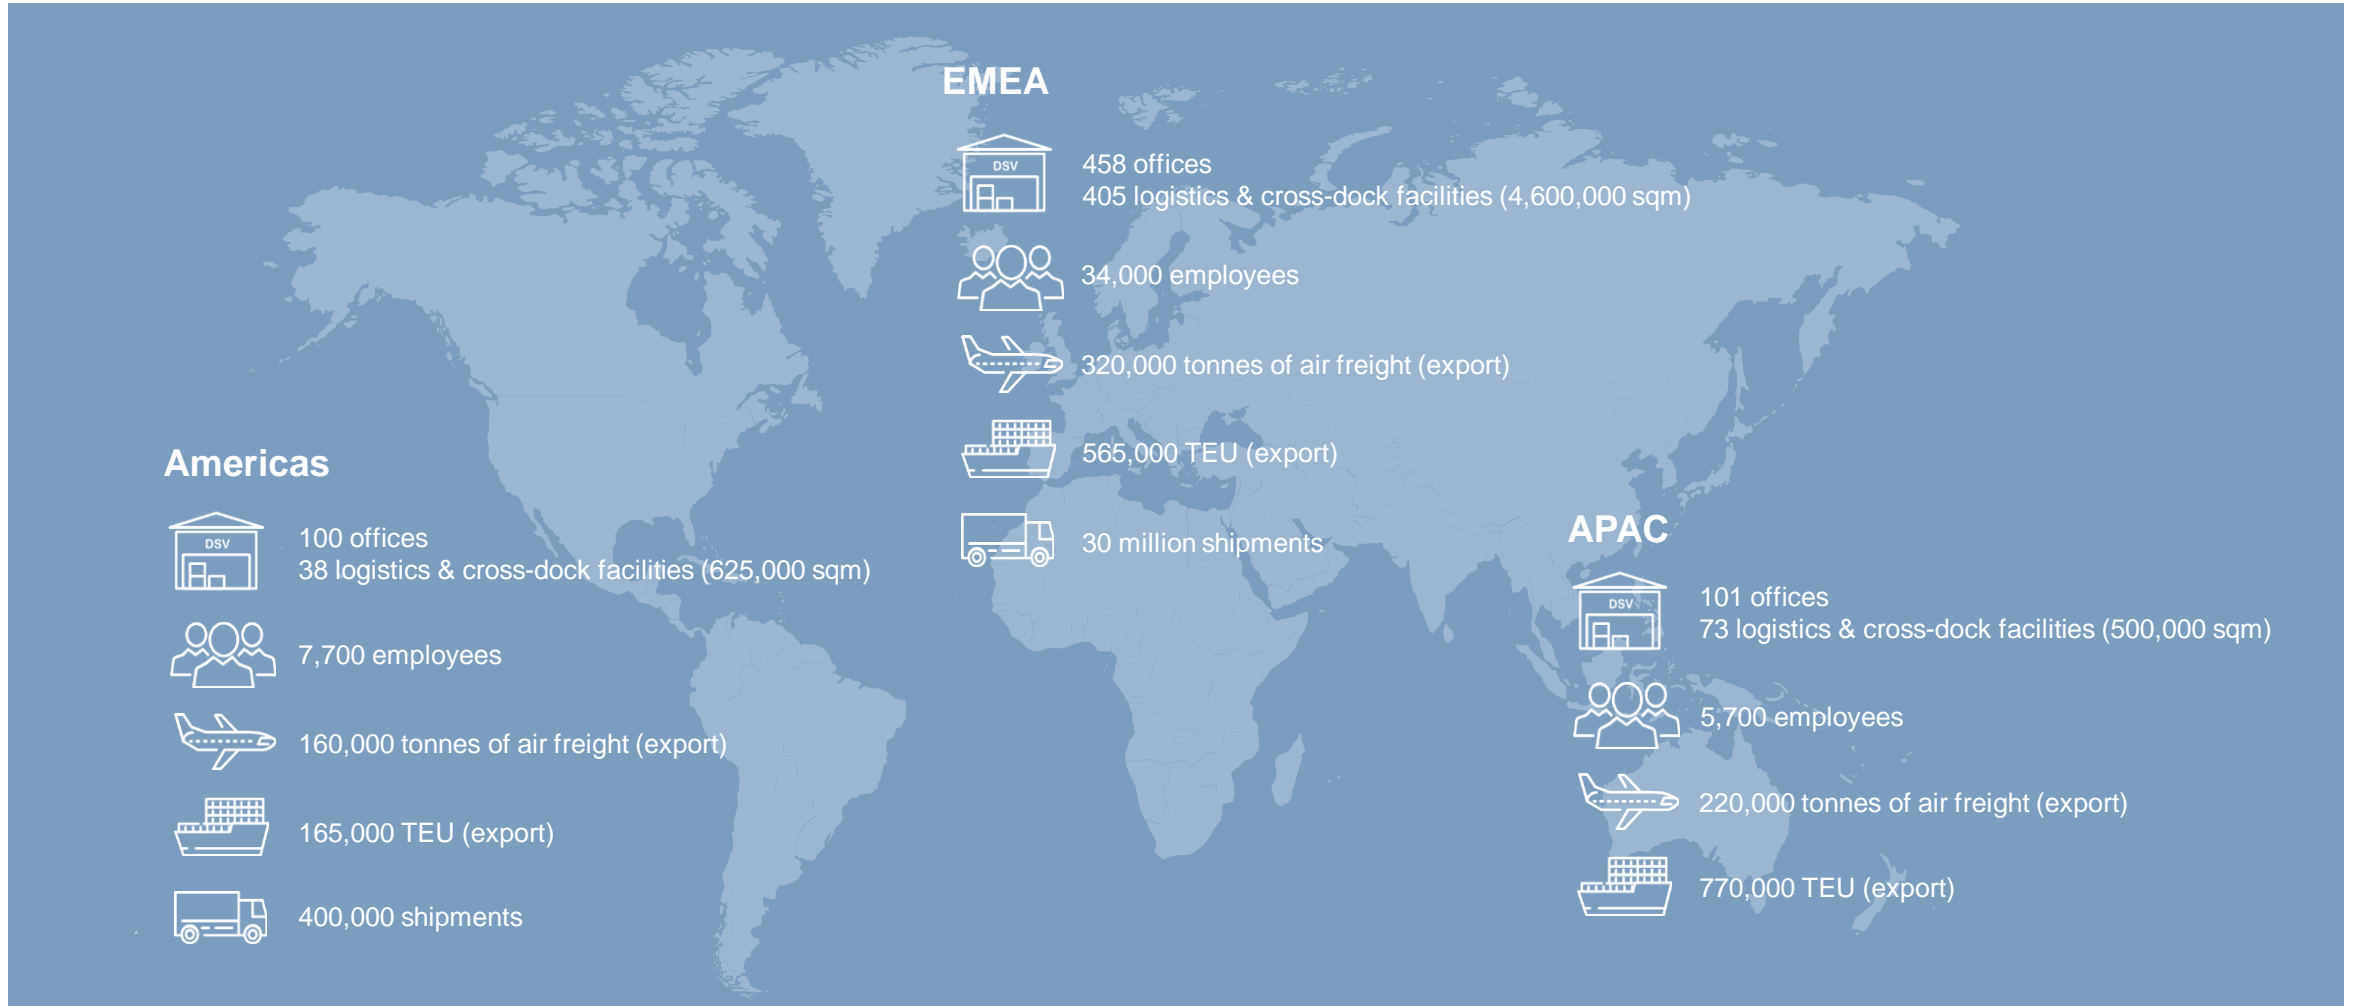 EMEA
DSV
458 offices
405 logistics & cross-dock facilities (4,600,000 sqm)
34,000 employees
320,000 tonnes of air freight (export)
565,000 TEU (export)
30 million shipments
Americas
DSV
100 offices
38 logistics & cross-dock facilities (625,000 sqm)
7,700 employees
160,000 tonnes of air freight (export)
165,000 TEU (export)
400,000 shipments
APAC
DSV
101 offices
73 logistics & cross-dock facilities (500,000 sqm)
5,700 employees
220,000 tonnes of air freight (export)
770,000 TEU (export)